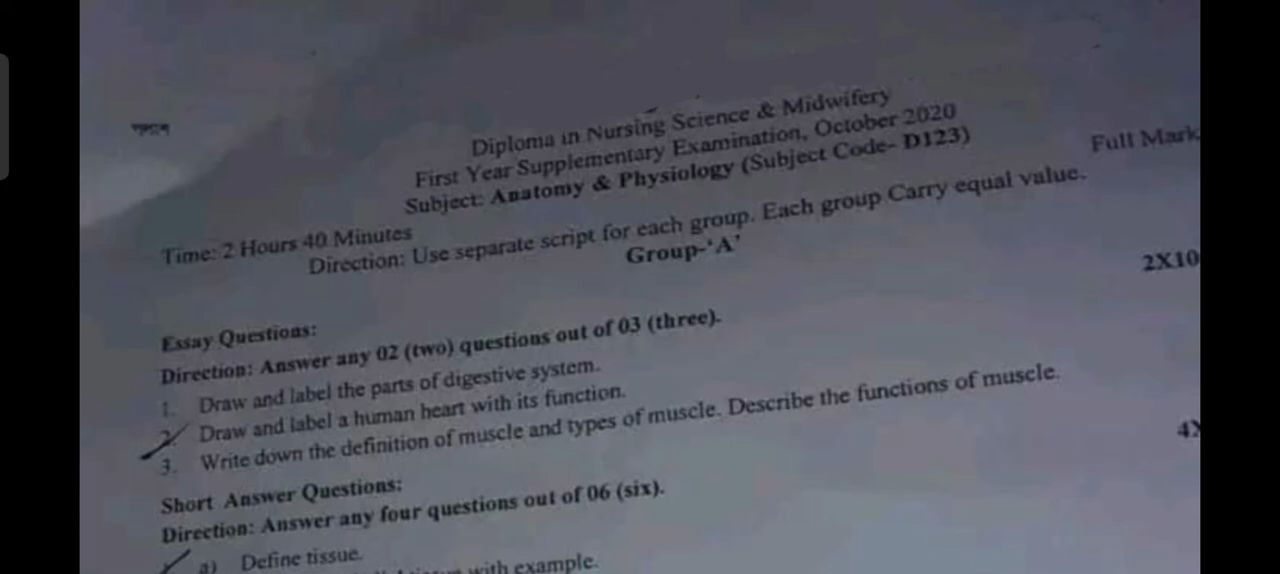 Diploma in Nursing Science & Midwifery
First Year Supplementary Examination, October 2020
Subject: Anatomy & Physiology (Subject Code- D123)
Full Mark
Time: 2 Hours 40 Minutes
Direction: Use separate script for each group. Each group Carry equal value.
Group-‘A’
2X10
Essay Questions:
Direction: Answer any 02 (two) questions out of 03 (three).
1. Draw and label the parts of digestive system.
2. Draw and label a human heart with its function.
3. Write down the definition of muscle and types of muscle. Describe the functions of muscle.
4X
Short Answer Questions:
Direction: Answer any four questions out of 06 (six).
a) Define tissue.
with example.